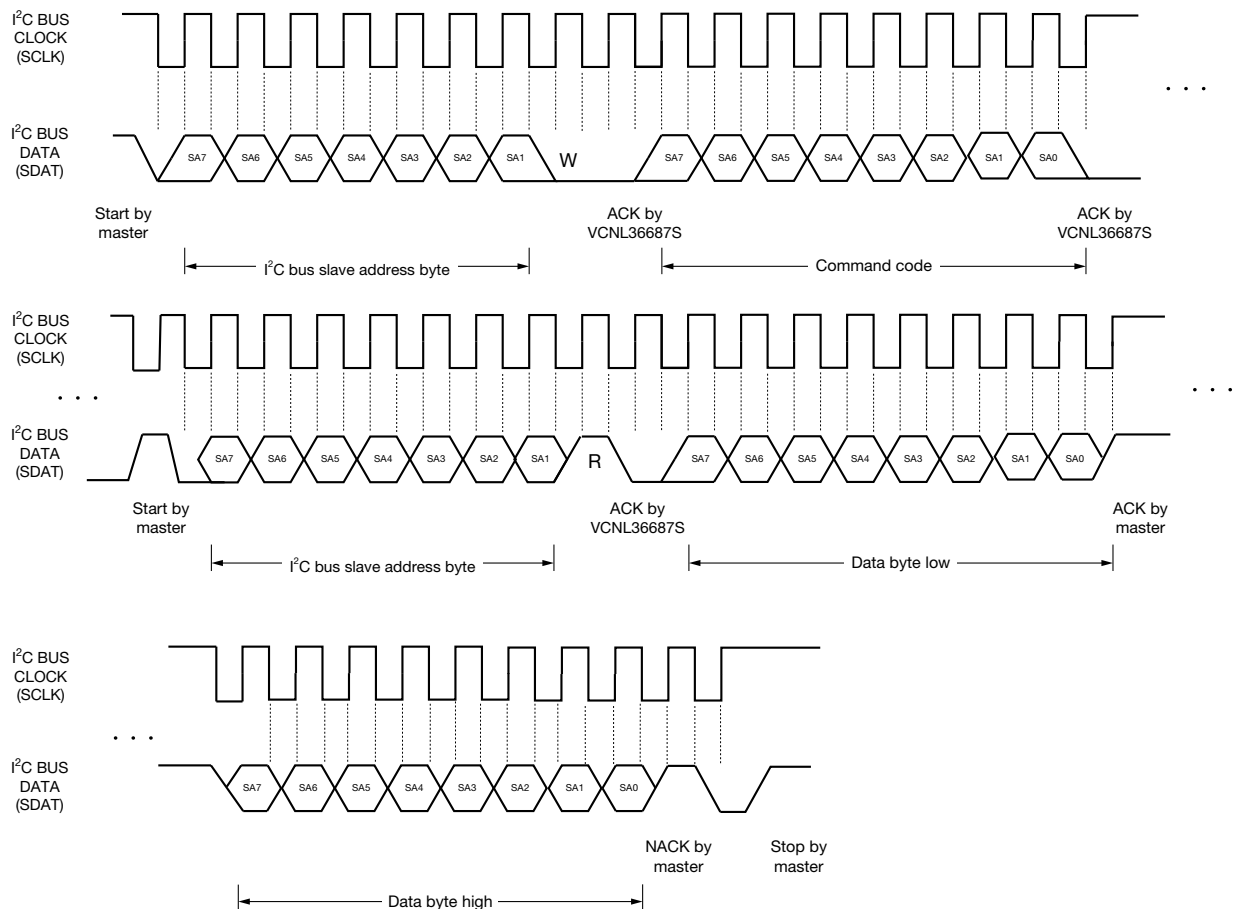 I²C BUS
CLOCK
(SCLK)
. . .
I²C BUS
DATA
(SDAT)
SA7 SA6 SA5 SA4 SA3 SA2 SA1 W SA7 SA6 SA5 SA4 SA3 SA2 SA1 SA0
Start by
master
ACK by
VCNL36687S
ACK by
VCNL36687S
I²C bus slave address byte
Command code
I²C BUS
CLOCK
(SCLK)
. . .
. . .
I²C BUS
DATA
(SDAT)
SA7 SA6 SA5 SA4 SA3 SA2 SA1 R SA7 SA6 SA5 SA4 SA3 SA2 SA1 SA0
Start by
master
ACK by
VCNL36687S
ACK by
master
I²C bus slave address byte
Data byte low
I²C BUS
CLOCK
(SCLK)
. . .
I²C BUS
DATA
(SDAT)
SA7 SA6 SA5 SA4 SA3 SA2 SA1 SA0
NACK by
master
Stop by
master
Data byte high